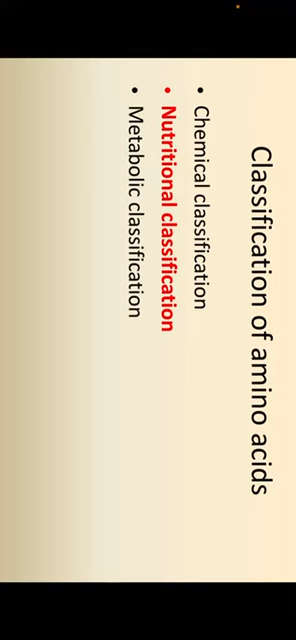 Classification of amino acids
• Chemical classification
• Nutritional classification
• Metabolic classification